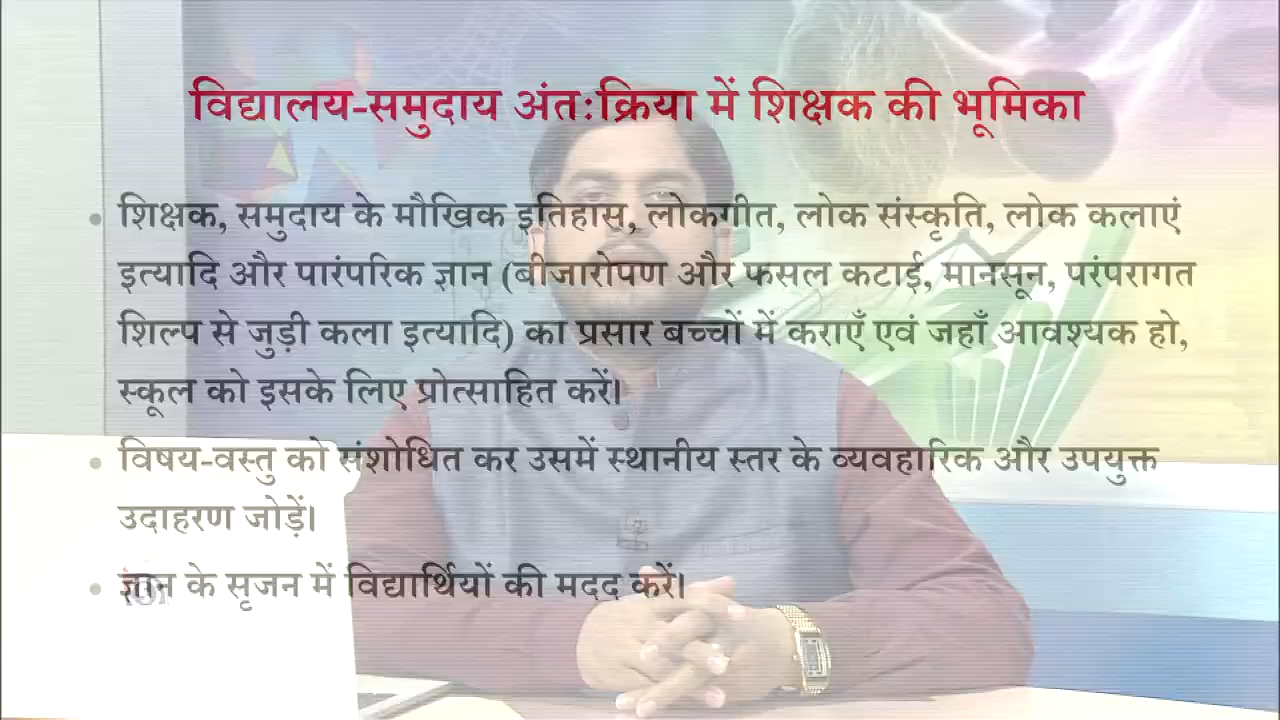 विद्यालय-समुदाय अंतःक्रिया में शिक्षक की भूमिका
• शिक्षक, समुदाय के मौखिक इतिहास, लोकगीत, लोक संस्कृति, लोक कलाएं
इत्यादि और पारंपरिक ज्ञान (बीजारोपण और फसल कटाई, मानसून, परंपरागत
शिल्प से जुड़ी कला इत्यादि) का प्रसार बच्चों में कराएँ एवं जहाँ आवश्यक हो,
स्कूल को इसके लिए प्रोत्साहित करें।
• विषय-वस्तु को संशोधित कर उसमें स्थानीय स्तर के व्यवहारिक और उपयुक्त
उदाहरण जोड़ें।
• ज्ञान के सृजन में विद्यार्थियों की मदद करें।